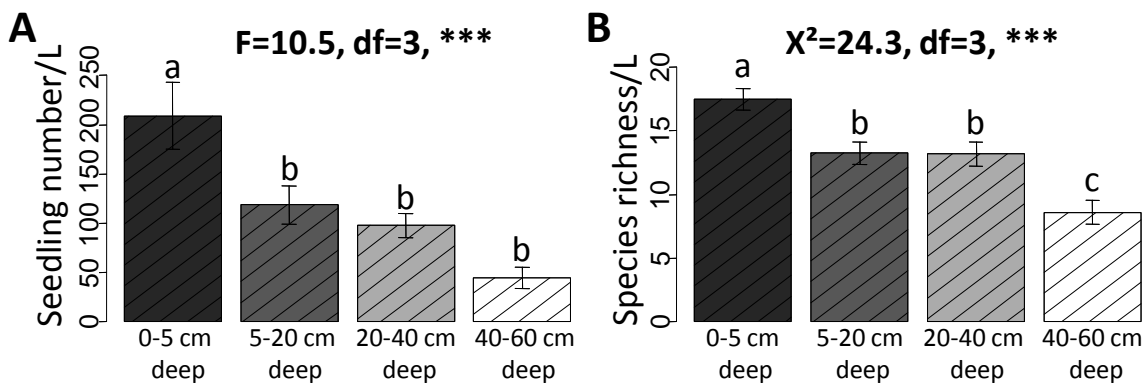 A
F=10.5, df=3, ***
Seedling number/L
250
200
150
100
50
0
a
b
b
b
0-5 cm deep
5-20 cm deep
20-40 cm deep
40-60 cm deep
B
X²=24.3, df=3, ***
Species richness/L
20
15
10
5
0
a
b
b
c
0-5 cm deep
5-20 cm deep
20-40 cm deep
40-60 cm deep